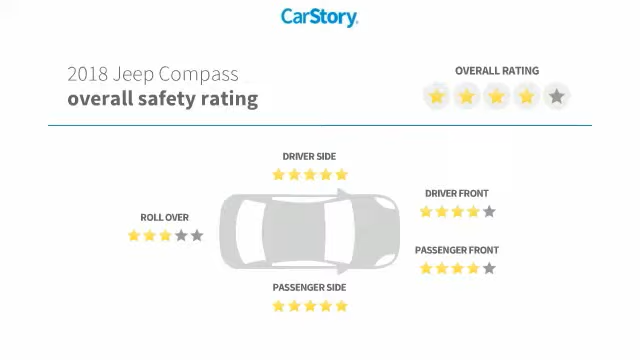 CarStory.
2018 Jeep Compass
overall safety rating
OVERALL RATING
DRIVER SIDE
DRIVER FRONT
ROLL OVER
PASSENGER FRONT
PASSENGER SIDE